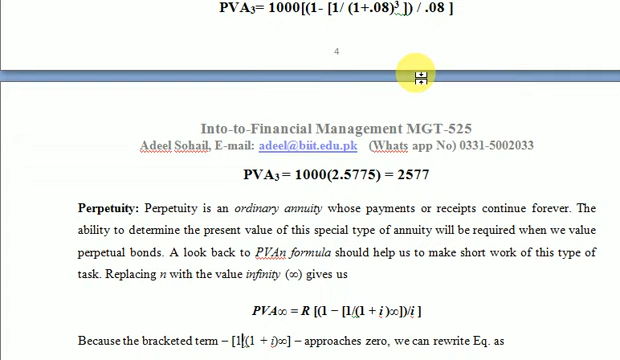 PVA₃= 1000[(1- [1/ (1+.08)³ ]) / .08 ]
4
Into-to-Financial Management MGT-525
Adeel Sohail, E-mail: adeel@biit.edu.pk (Whats app No) 0331-5002033
PVA₃ = 1000(2.5775) = 2577
Perpetuity: Perpetuity is an ordinary annuity whose payments or receipts continue forever. The
ability to determine the present value of this special type of annuity will be required when we value
perpetual bonds. A look back to PVAn formula should help us to make short work of this type of
task. Replacing n with the value infinity (∞) gives us
PVA∞ = R [(1 − [1/(1 + i )∞])/i ]
Because the bracketed term – [1/(1 + i)∞] – approaches zero, we can rewrite Eq. as